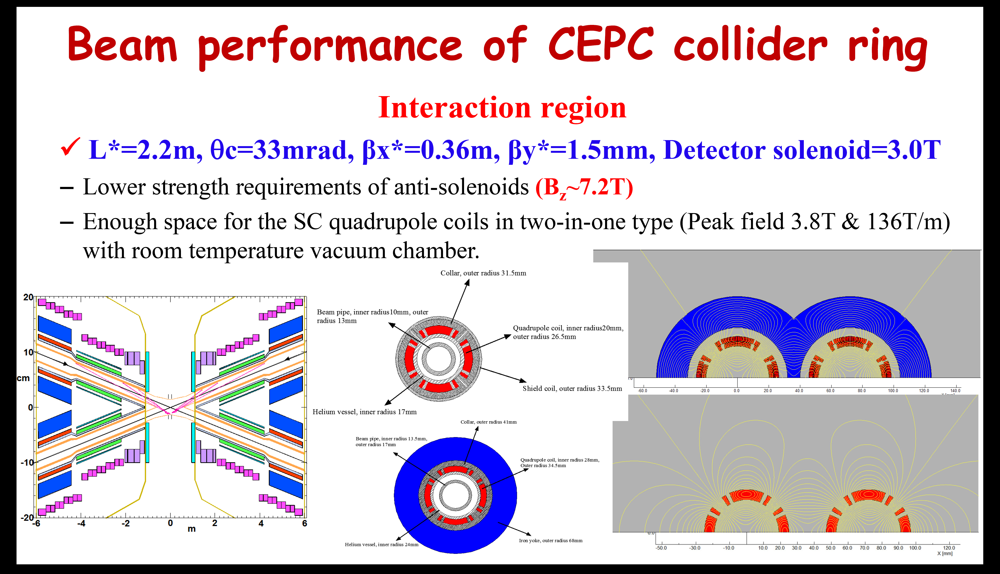 Beam performance of CEPC collider ring
Interaction region
✓ L*=2.2m, θc=33mrad, βx*=0.36m, βy*=1.5mm, Detector solenoid=3.0T
– Lower strength requirements of anti-solenoids (Bz~7.2T)
– Enough space for the SC quadrupole coils in two-in-one type (Peak field 3.8T & 136T/m)
with room temperature vacuum chamber.
20
10
cm
0
-10
-20
-6 -4 -2 0 2 4 6
m
Collar, outer radius 31.5mm
Beam pipe, inner radius10mm, outer
radius 13mm
Quadrupole coil, inner radius20mm,
outer radius 26.5mm
Shield coil, outer radius 33.5mm
Helium vessel, inner radius 17mm
Collar, outer radius 41mm
Beam pipe, inner radius 13.5mm,
outer radius 17mm
Quadrupole coil, inner radius 28mm,
Outer radius 34.5mm
Iron yoke, outer radius 68mm
Helium vessel, inner radius 24mm
-60.0 -40.0 -20.0 0.0 20.0 40.0 60.0 80.0 100.0 120.0 140.0
-50.0 -30.0 -10.0 10.0 20.0 30.0 40.0 50.0 60.0 70.0 80.0 90.0 100.0 120.0
X [mm]